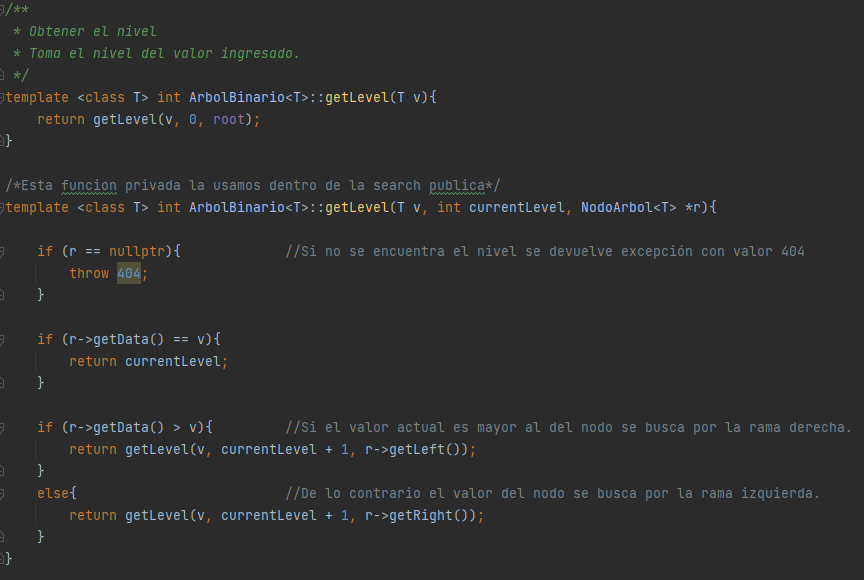 /**
 * Obtener el nivel
 * Toma el nivel del valor ingresado.
 */
template <class T> int ArbolBinario<T>::getLevel(T v){
    return getLevel(v, 0, root);
}
/*Esta funcion privada la usamos dentro de la search publica*/
template <class T> int ArbolBinario<T>::getLevel(T v, int currentLevel, NodoArbol<T> *r){
    if (r == nullptr){             //Si no se encuentra el nivel se devuelve excepción con valor 404
        throw 404;
    }
    if (r->getData() == v){
        return currentLevel;
    }
    if (r->getData() > v){         //Si el valor actual es mayor al del nodo se busca por la rama derecha.
        return getLevel(v, currentLevel + 1, r->getLeft());
    }
    else{                          //De lo contrario el valor del nodo se busca por la rama izquierda.
        return getLevel(v, currentLevel + 1, r->getRight());
    }
}